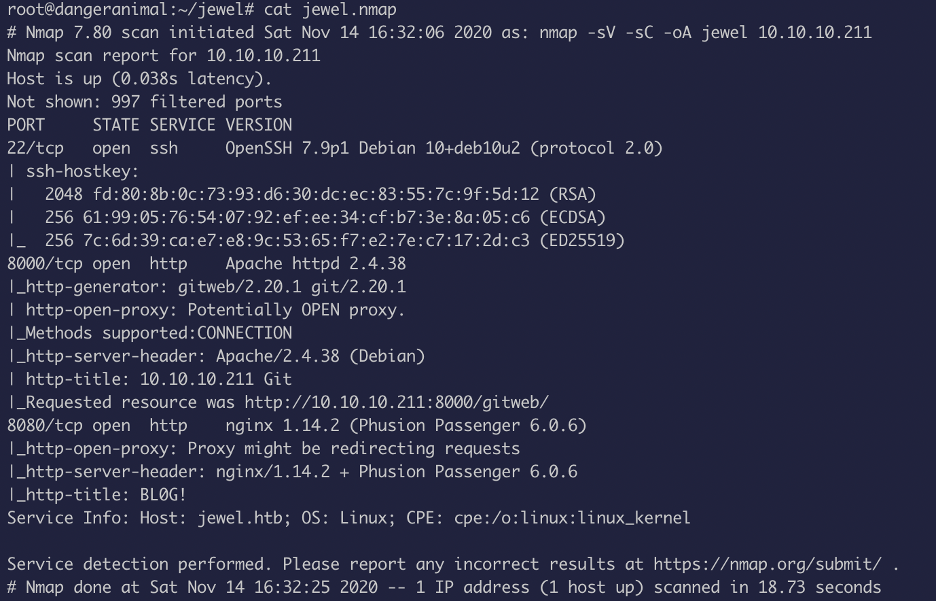 root@dangeranimal:~/jewel# cat jewel.nmap
# Nmap 7.80 scan initiated Sat Nov 14 16:32:06 2020 as: nmap -sV -sC -oA jewel 10.10.10.211
Nmap scan report for 10.10.10.211
Host is up (0.038s latency).
Not shown: 997 filtered ports
PORT     STATE SERVICE VERSION
22/tcp   open  ssh     OpenSSH 7.9p1 Debian 10+deb10u2 (protocol 2.0)
| ssh-hostkey:
|   2048 fd:80:8b:0c:73:93:d6:30:dc:ec:83:55:7c:9f:5d:12 (RSA)
|   256 61:99:05:76:54:07:92:ef:ee:34:cf:b7:3e:8a:05:c6 (ECDSA)
|_  256 7c:6d:39:ca:e7:e8:9c:53:65:f7:e2:7e:c7:17:2d:c3 (ED25519)
8000/tcp open  http    Apache httpd 2.4.38
|_http-generator: gitweb/2.20.1 git/2.20.1
| http-open-proxy: Potentially OPEN proxy.
|_Methods supported:CONNECTION
|_http-server-header: Apache/2.4.38 (Debian)
| http-title: 10.10.10.211 Git
|_Requested resource was http://10.10.10.211:8000/gitweb/
8080/tcp open  http    nginx 1.14.2 (Phusion Passenger 6.0.6)
|_http-open-proxy: Proxy might be redirecting requests
|_http-server-header: nginx/1.14.2 + Phusion Passenger 6.0.6
|_http-title: BL0G!
Service Info: Host: jewel.htb; OS: Linux; CPE: cpe:/o:linux:linux_kernel

Service detection performed. Please report any incorrect results at https://nmap.org/submit/ .
# Nmap done at Sat Nov 14 16:32:25 2020 -- 1 IP address (1 host up) scanned in 18.73 seconds